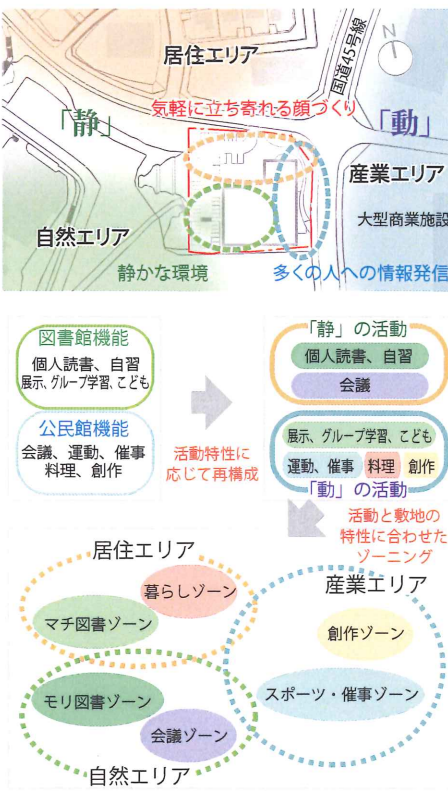 居住エリア
国道45号線
N
気軽に立ち寄れる顔づくり
「静」
「動」
産業エリア
大型商業施設
自然エリア
静かな環境
多くの人への情報発信
図書館機能
個人読書、自習
展示、グループ学習、こども
公民館機能
会議、運動、催事
料理、創作
活動特性に
応じて再構成
「静」の活動
個人読書、自習
会議
展示、グループ学習、こども
運動、催事
料理
創作
「動」の活動
活動と敷地の
特性に合わせた
ゾーニング
居住エリア
暮らしゾーン
マチ図書ゾーン
産業エリア
創作ゾーン
スポーツ・催事ゾーン
モリ図書ゾーン
会議ゾーン
自然エリア